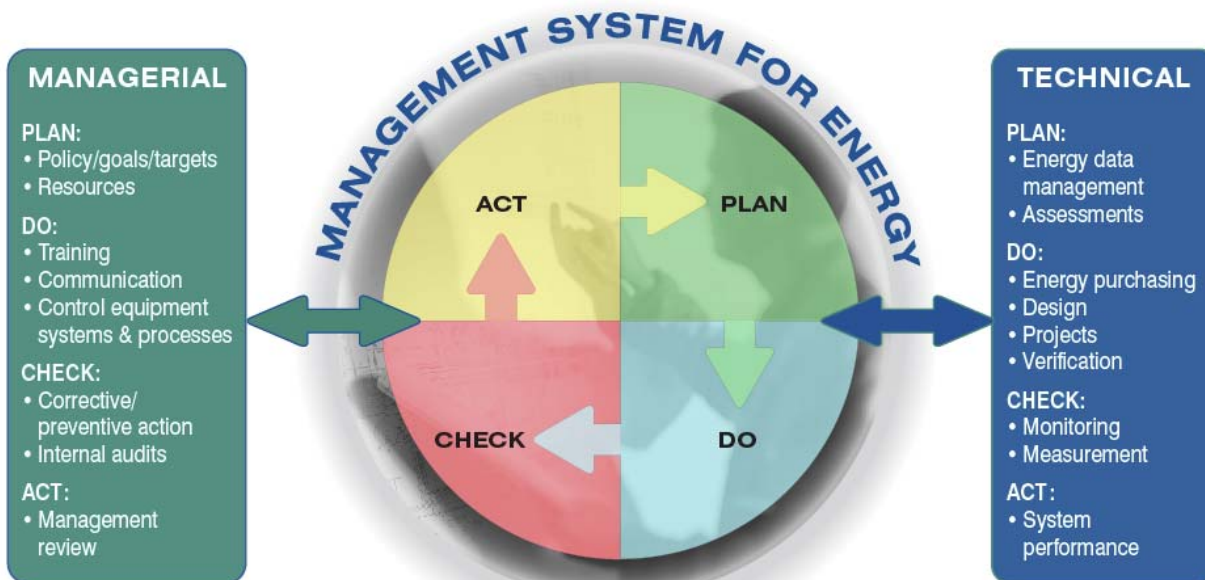 MANAGEMENT SYSTEM FOR ENERGY
MANAGERIAL
PLAN:
• Policy/goals/targets
• Resources
DO:
• Training
• Communication
• Control equipment
systems & processes
CHECK:
• Corrective/
preventive action
• Internal audits
ACT:
• Management
review
ACT
PLAN
CHECK
DO
TECHNICAL
PLAN:
• Energy data
management
• Assessments
DO:
• Energy purchasing
• Design
• Projects
• Verification
CHECK:
• Monitoring
• Measurement
ACT:
• System
performance